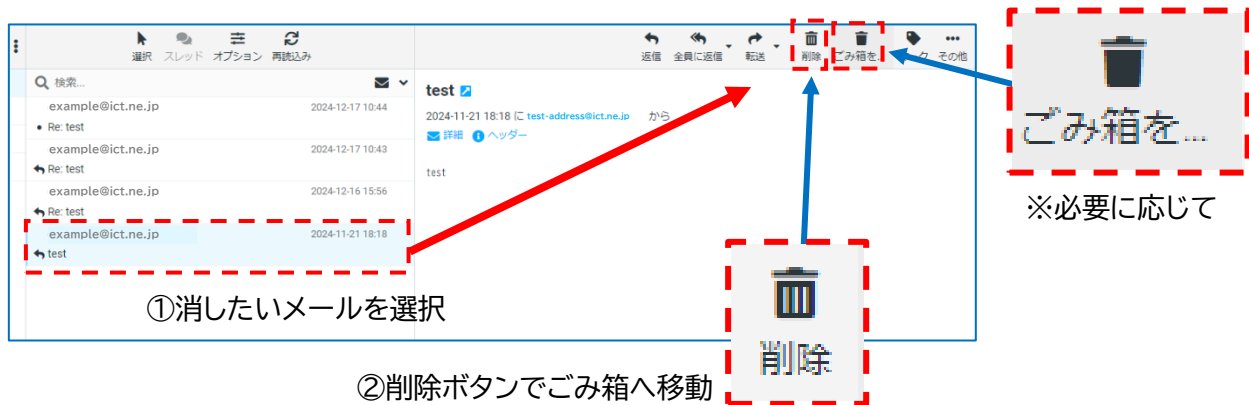 選択 スレッド オプション 再読込み
返信 全員に返信 転送 削除 ごみ箱を... ク その他
検索...
example@ict.ne.jp 2024-12-17 10:44
Re: test
example@ict.ne.jp 2024-12-17 10:43
Re: test
example@ict.ne.jp 2024-12-16 15:56
Re: test
example@ict.ne.jp 2024-11-21 18:18
test
test
2024-11-21 18:18 に test-address@ict.ne.jp から
詳細 ヘッダー
test
ごみ箱を...
※必要に応じて
①消したいメールを選択
削除
②削除ボタンでごみ箱へ移動